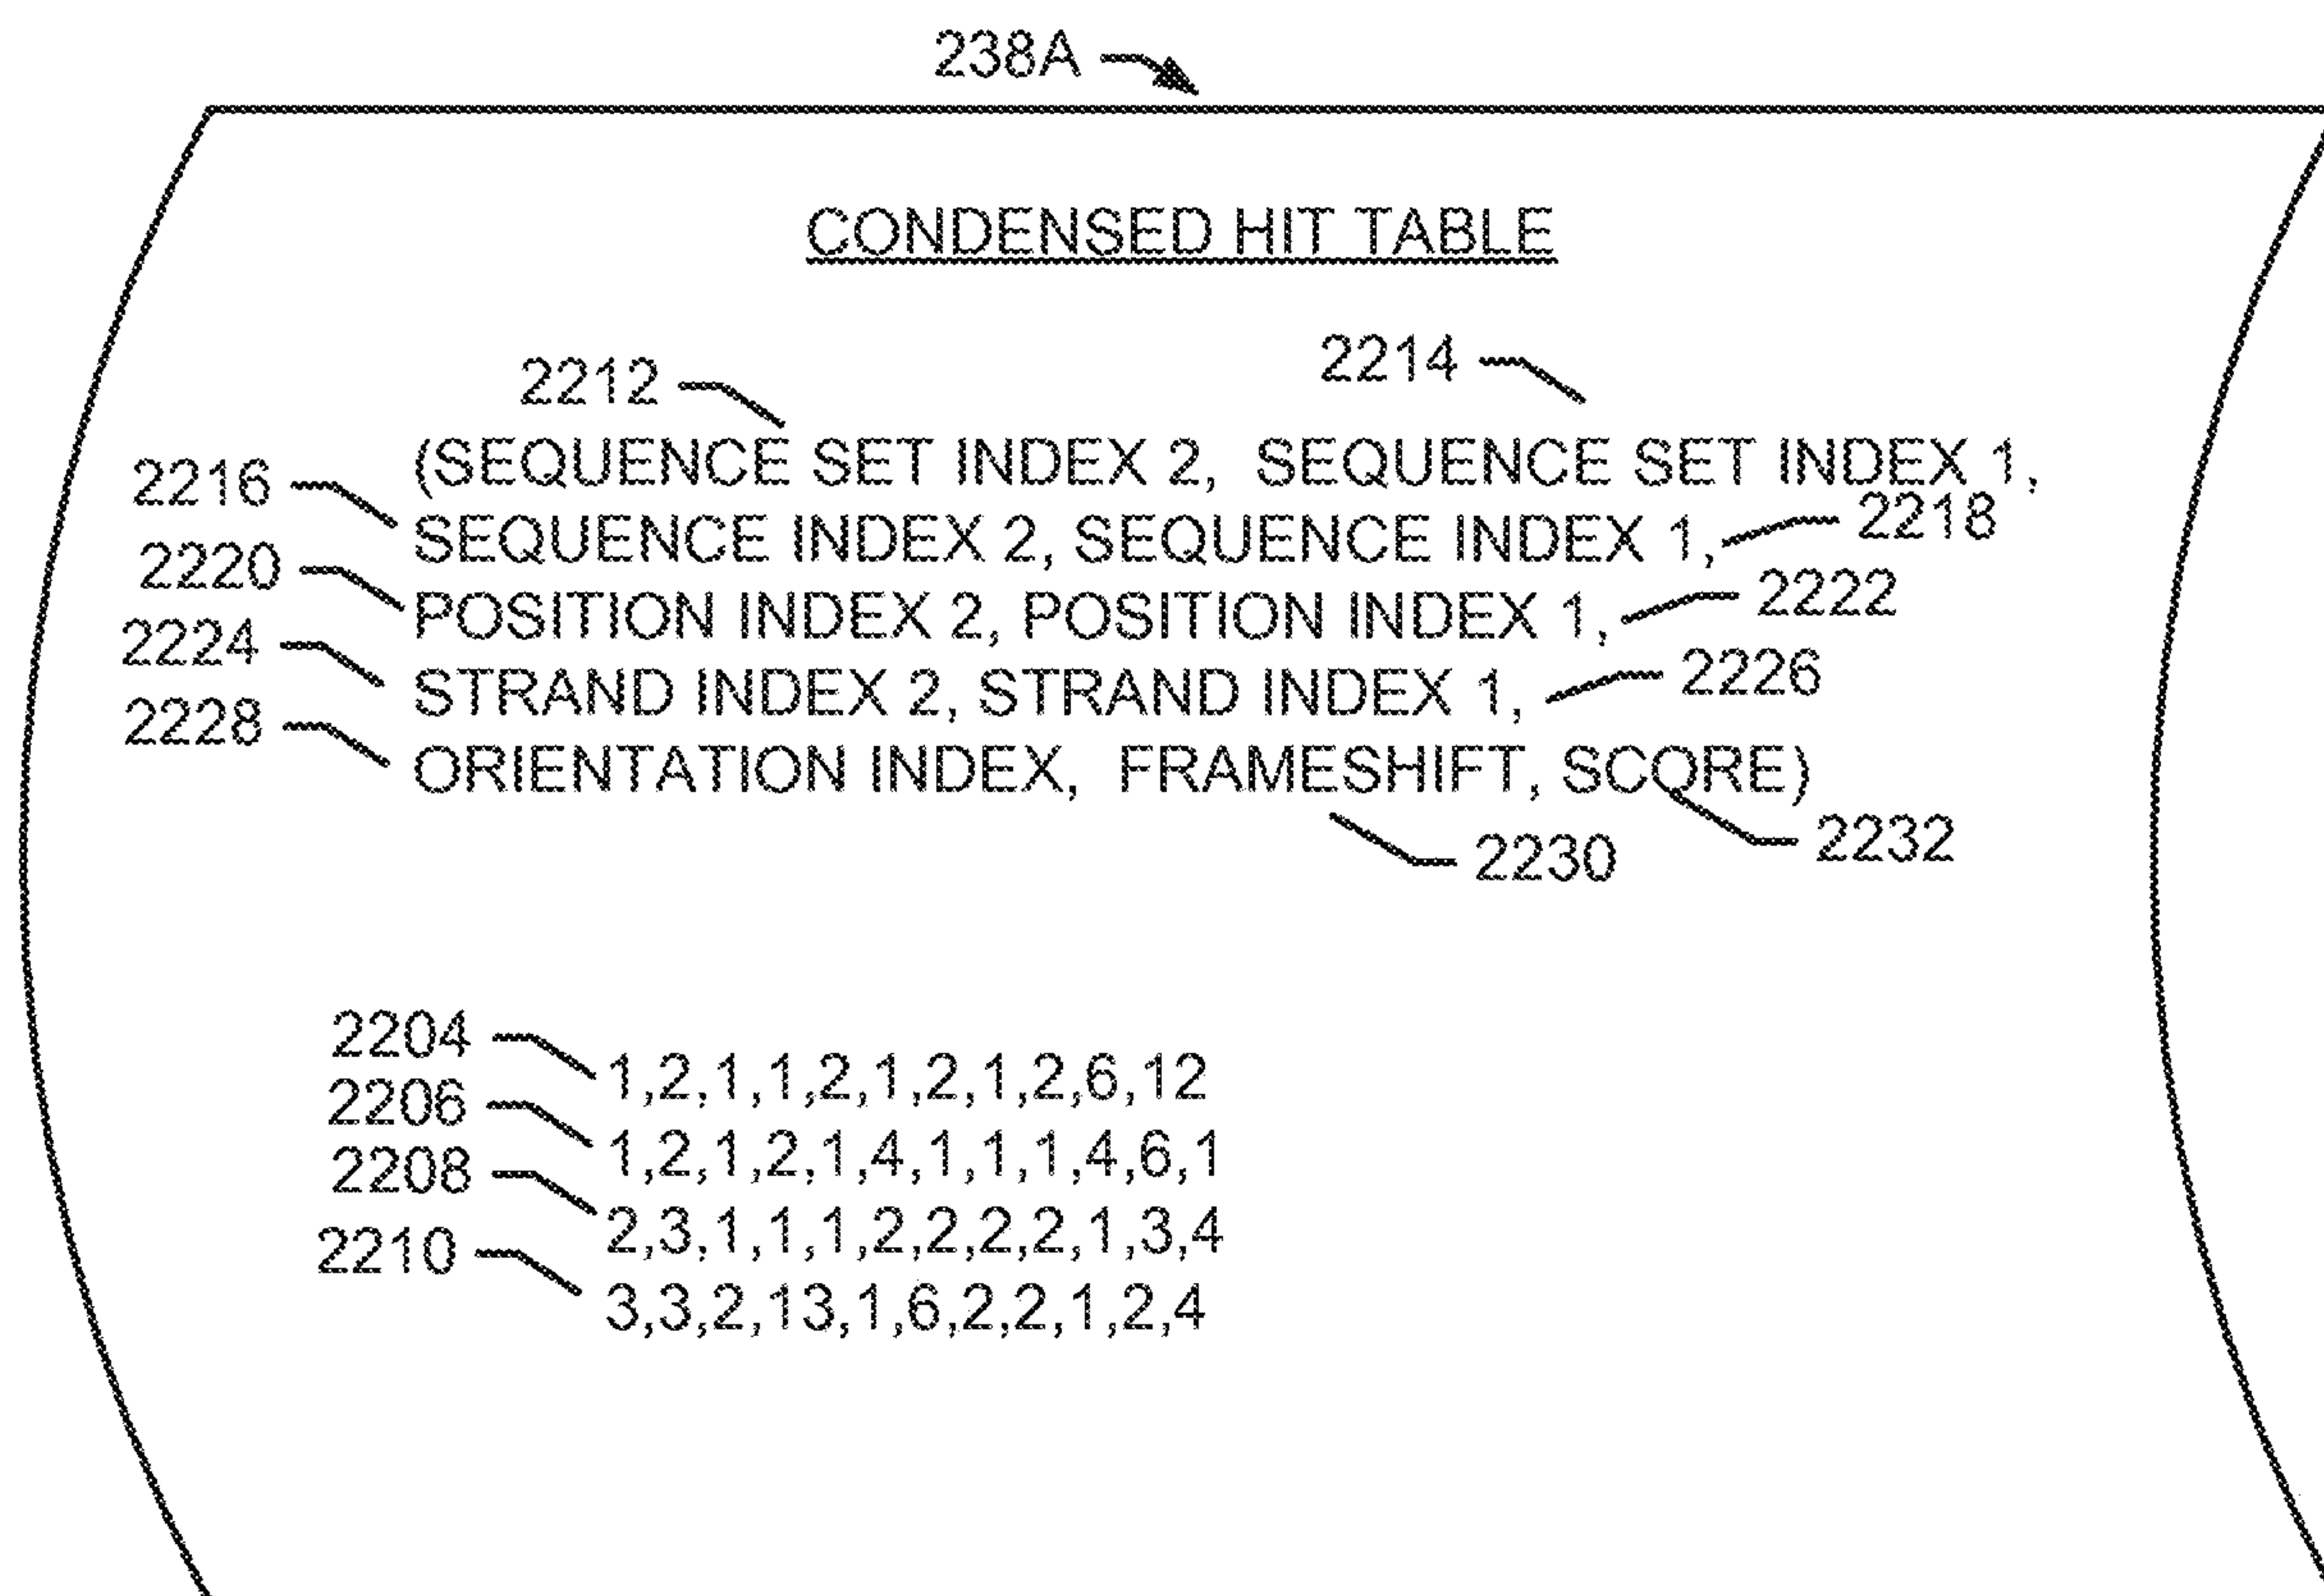 238A
CONDENSED HIT TABLE
2212 2214
(SEQUENCE SET INDEX 2, SEQUENCE SET INDEX 1,
2216
SEQUENCE INDEX 2, SEQUENCE INDEX 1, 2218
2220
POSITION INDEX 2, POSITION INDEX 1, 2222
2224
STRAND INDEX 2, STRAND INDEX 1, 2226
2228
ORIENTATION INDEX, FRAMESHIFT, SCORE)
2230 2232
2204
1,2,1,1,2,1,2,1,2,6,12
2206
1,2,1,2,1,4,1,1,1,4,6,1
2208
2,3,1,1,1,2,2,2,2,1,3,4
2210
3,3,2,13,1,6,2,2,1,2,4